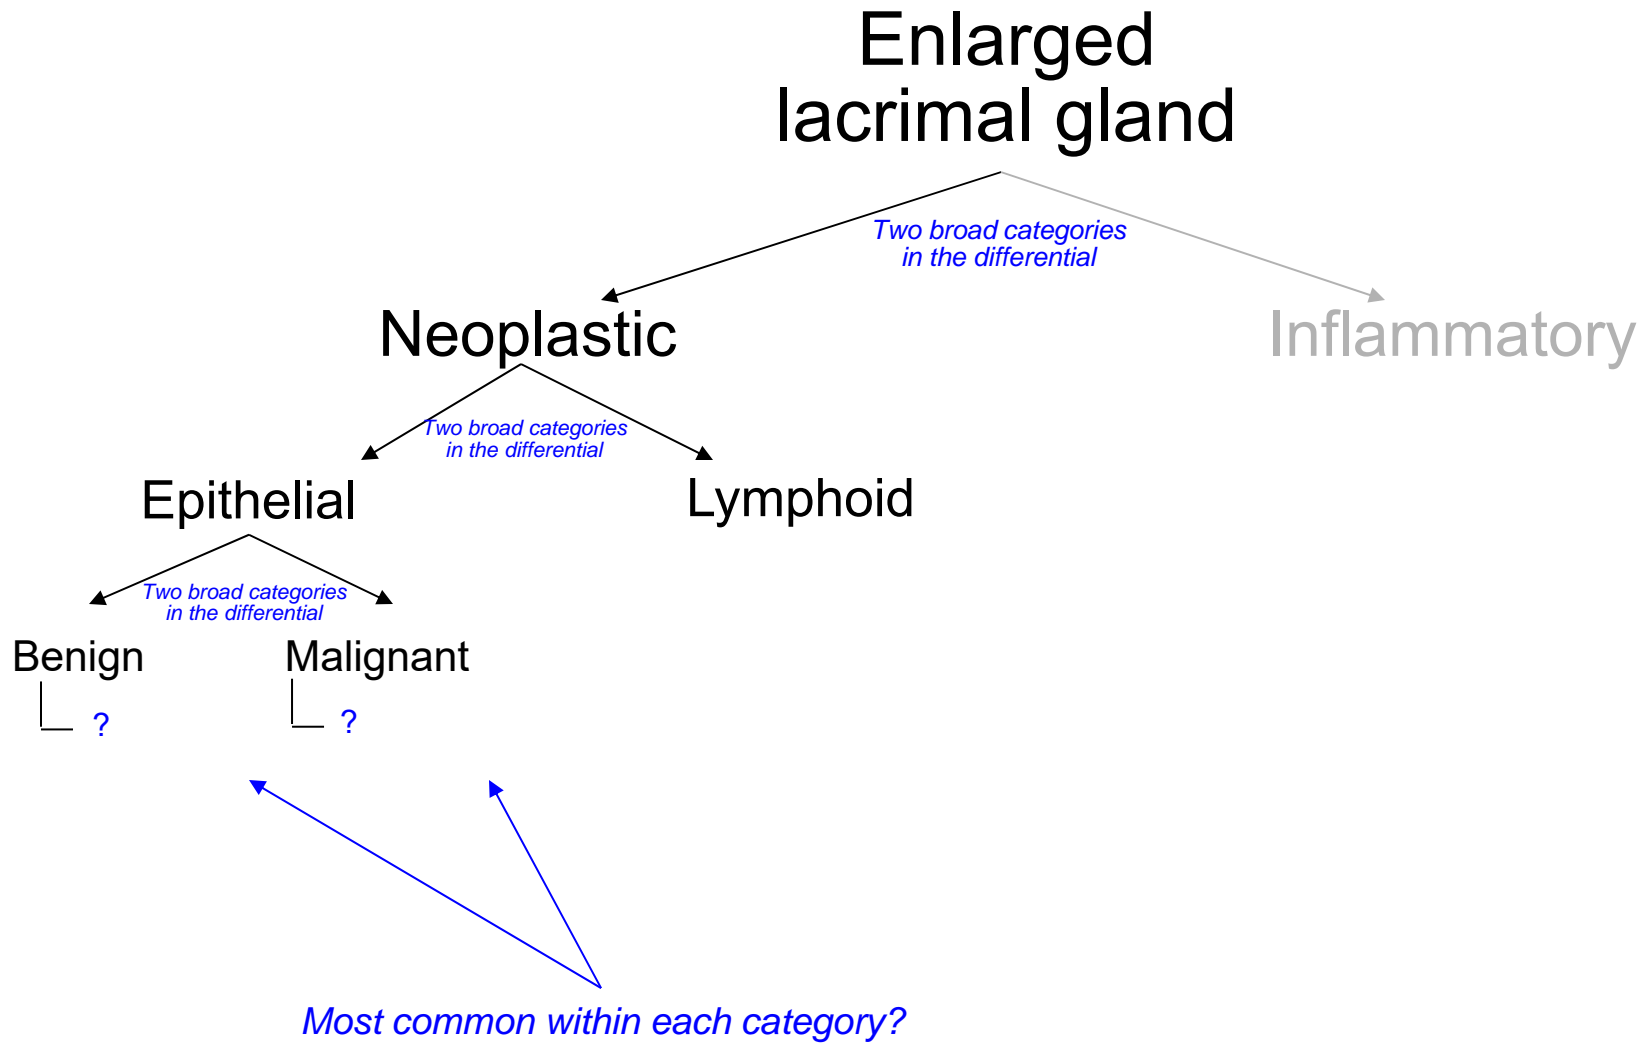 Enlarged
lacrimal gland
Two broad categories
in the differential
Neoplastic
Inflammatory
Two broad categories
in the differential
Epithelial
Lymphoid
Two broad categories
in the differential
Benign
Malignant
?
?
Most common within each category?